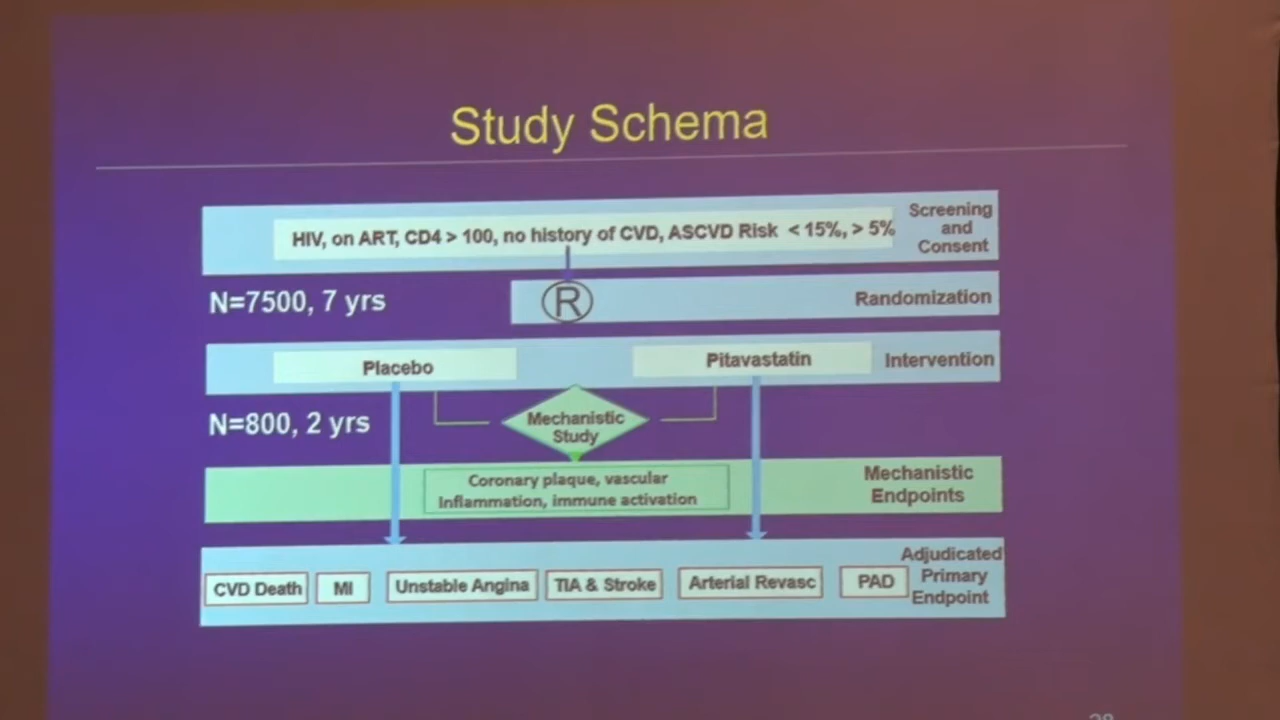 Study Schema
HIV, on ART, CD4 > 100, no history of CVD, ASCVD Risk < 15%, > 5%
Screening
and
Consent
N=7500, 7 yrs
R
Randomization
Placebo
Pitavastatin
Intervention
N=800, 2 yrs
Mechanistic
Study
Coronary plaque, vascular
Inflammation, immune activation
Mechanistic
Endpoints
CVD Death
MI
Unstable Angina
TIA & Stroke
Arterial Revasc
PAD
Adjudicated
Primary
Endpoint